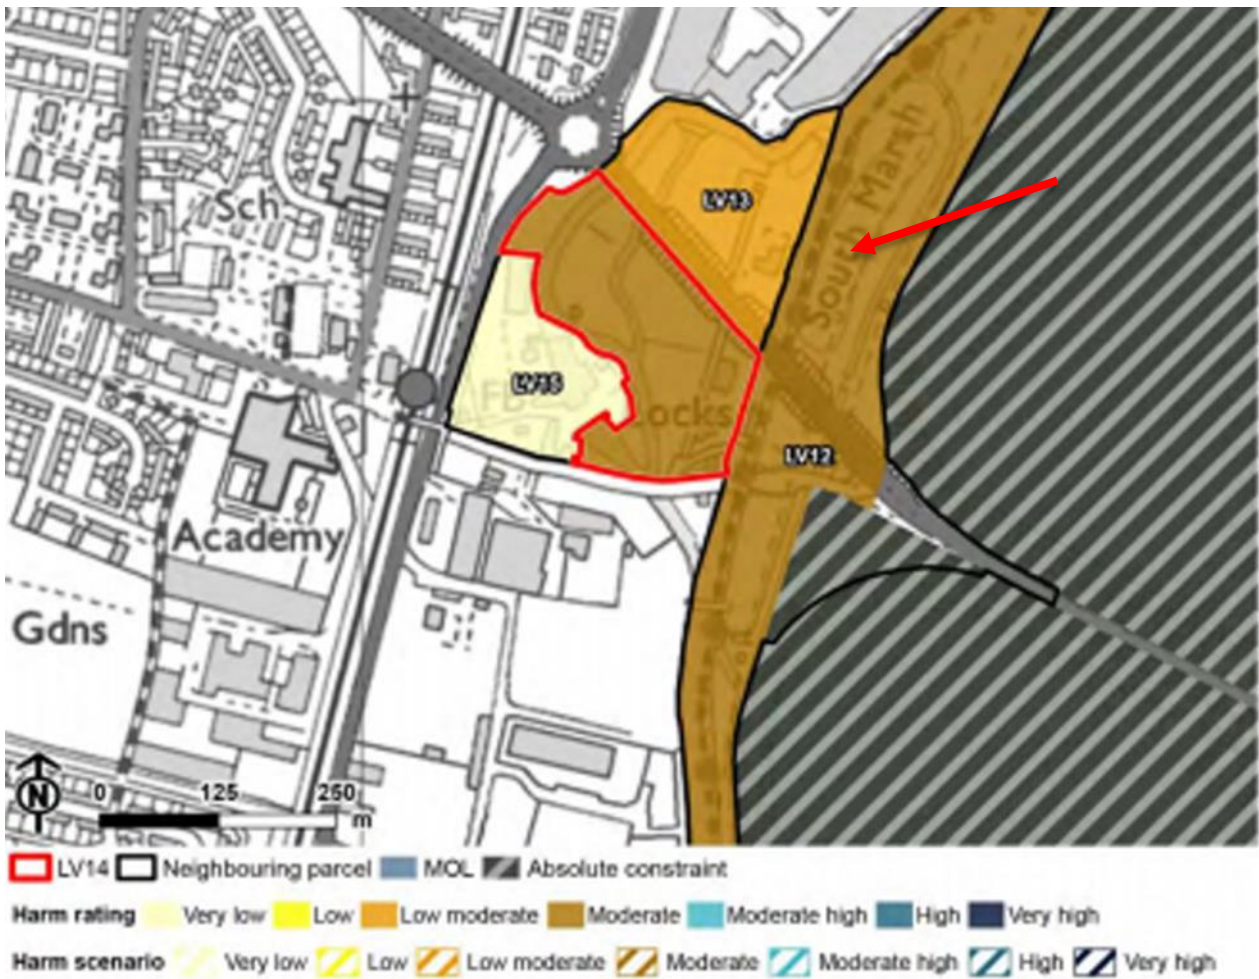 Sch
LV13
South Marsh
LV15
Locks
LV12
Academy
Gdns
N 0 125 250
m
LV14 Neighbouring parcel MOL Absolute constraint
Harm rating Very low Low Low moderate Moderate Moderate high High Very high
Harm scenario Very low Low Low moderate Moderate Moderate high High Very high